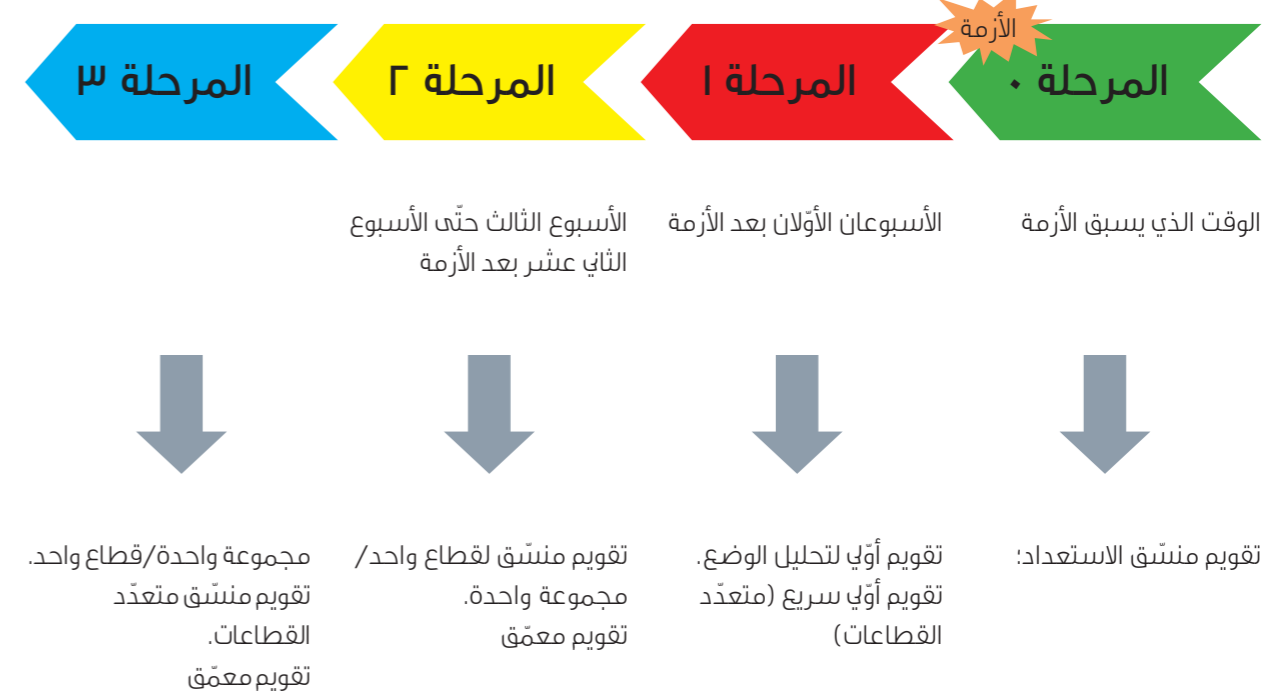 الأزمة
المرحلة ٠
المرحلة ١
المرحلة ٢
المرحلة ٣
الوقت الذي يسبق الأزمة
الأسبوعان الأوّلان بعد الأزمة
الأسبوع الثالث حتّى الأسبوع
الثاني عشر بعد الأزمة
تقويم منسّق الاستعداد؛
تقويم أوّلي لتحليل الوضع.
تقويم أوّلي سريع (متعدّد
القطاعات)
تقويم منسّق لقطاع واحد/
مجموعة واحدة.
تقويم معمّق
مجموعة واحدة/قطاع واحد.
تقويم منسّق متعدّد
القطاعات.
تقويم معمّق